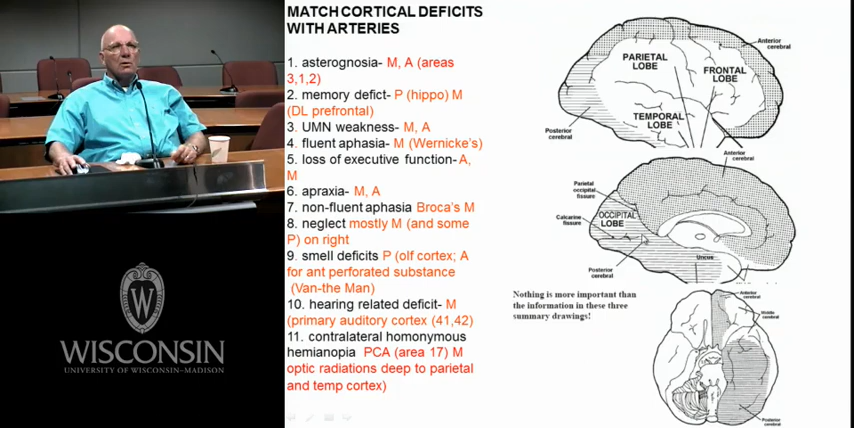 MATCH CORTICAL DEFICITS
WITH ARTERIES
1. asterognosia- M, A (areas
3,1,2)
2. memory defict- P (hippo) M
(DL prefrontal)
3. UMN weakness- M, A
4. fluent aphasia- M (Wernicke's)
5. loss of executive function-A,
M
6. apraxia- M, A
7. non-fluent aphasia Broca's M
8. neglect mostly M (and some
P) on right
9. smell deficits P (olf cortex; A
for ant perforated substance
(Van-the Man)
10. hearing related deficit- M
(primary auditory cortex (41,42)
11. contralateral homonymous
hemianopia PCA (area 17) M
optic radiations deep to parietal
and temp cortex)
Anterior
cerebral
PARIETAL
LOBE
FRONTAL
LOBE
TEMPORAL
LOBE
Posterior
cerebral
Anterior
cerebral
Parietal
occipital
fissure
Calcarine
fissure
OCCIPITAL
LOBE
Uncus
Posterior
cerebral
Nothing is more important than
the information in these three
summary drawings!
Anterior
cerebral
Middle
cerebral
Posterior
cerebral
W
WISCONSIN
UNIVERSITY OF WISCONSIN–MADISON